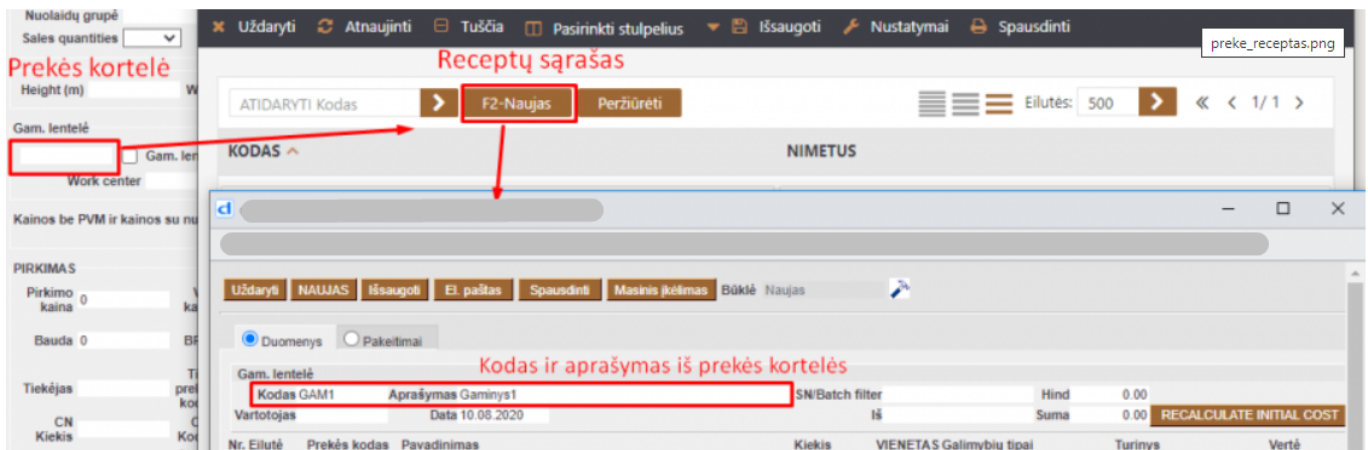 Nuolaidų grupė
Sales quantities
Uždaryti Atnaujinti Tuščia Pasirinkti stulpelius Išsaugoti Nustatymai Spausdinti
preke_receptas.png
Prekės kortelė
Receptų sąrašas
Height (m) W
ATIDARYTI Kodas F2-Naujas Peržiūrėti Eilutės: 500 « < 1/ 1 >
Gam. lentelė
Gam. len
KODAS NIMETUS
Work center
Kainos be PVM ir kainos su nu
PIRKIMAS
Pirkimo kaina 0
ka
Uždaryti NAUJAS Išsaugoti El. paštas Spausdinti Masinis įkėlimas Būklė Naujas
Bauda 0
Duomenys Pakeitimai
Kodas ir aprašymas iš prekės kortelės
Gam. lentelė
Tiekėjas
Kodas GAM1 Aprašymas Gaminys1 SN/Batch filter Hind 0.00
Vartotojas Data 10.08.2020 Iš Suma 0.00 RECALCULATE INITIAL COST
CN Kiekis
Nr. Eilutė Prekės kodas Pavadinimas Kiekis VIENETAS Galimybių tipai Turinys Vertė